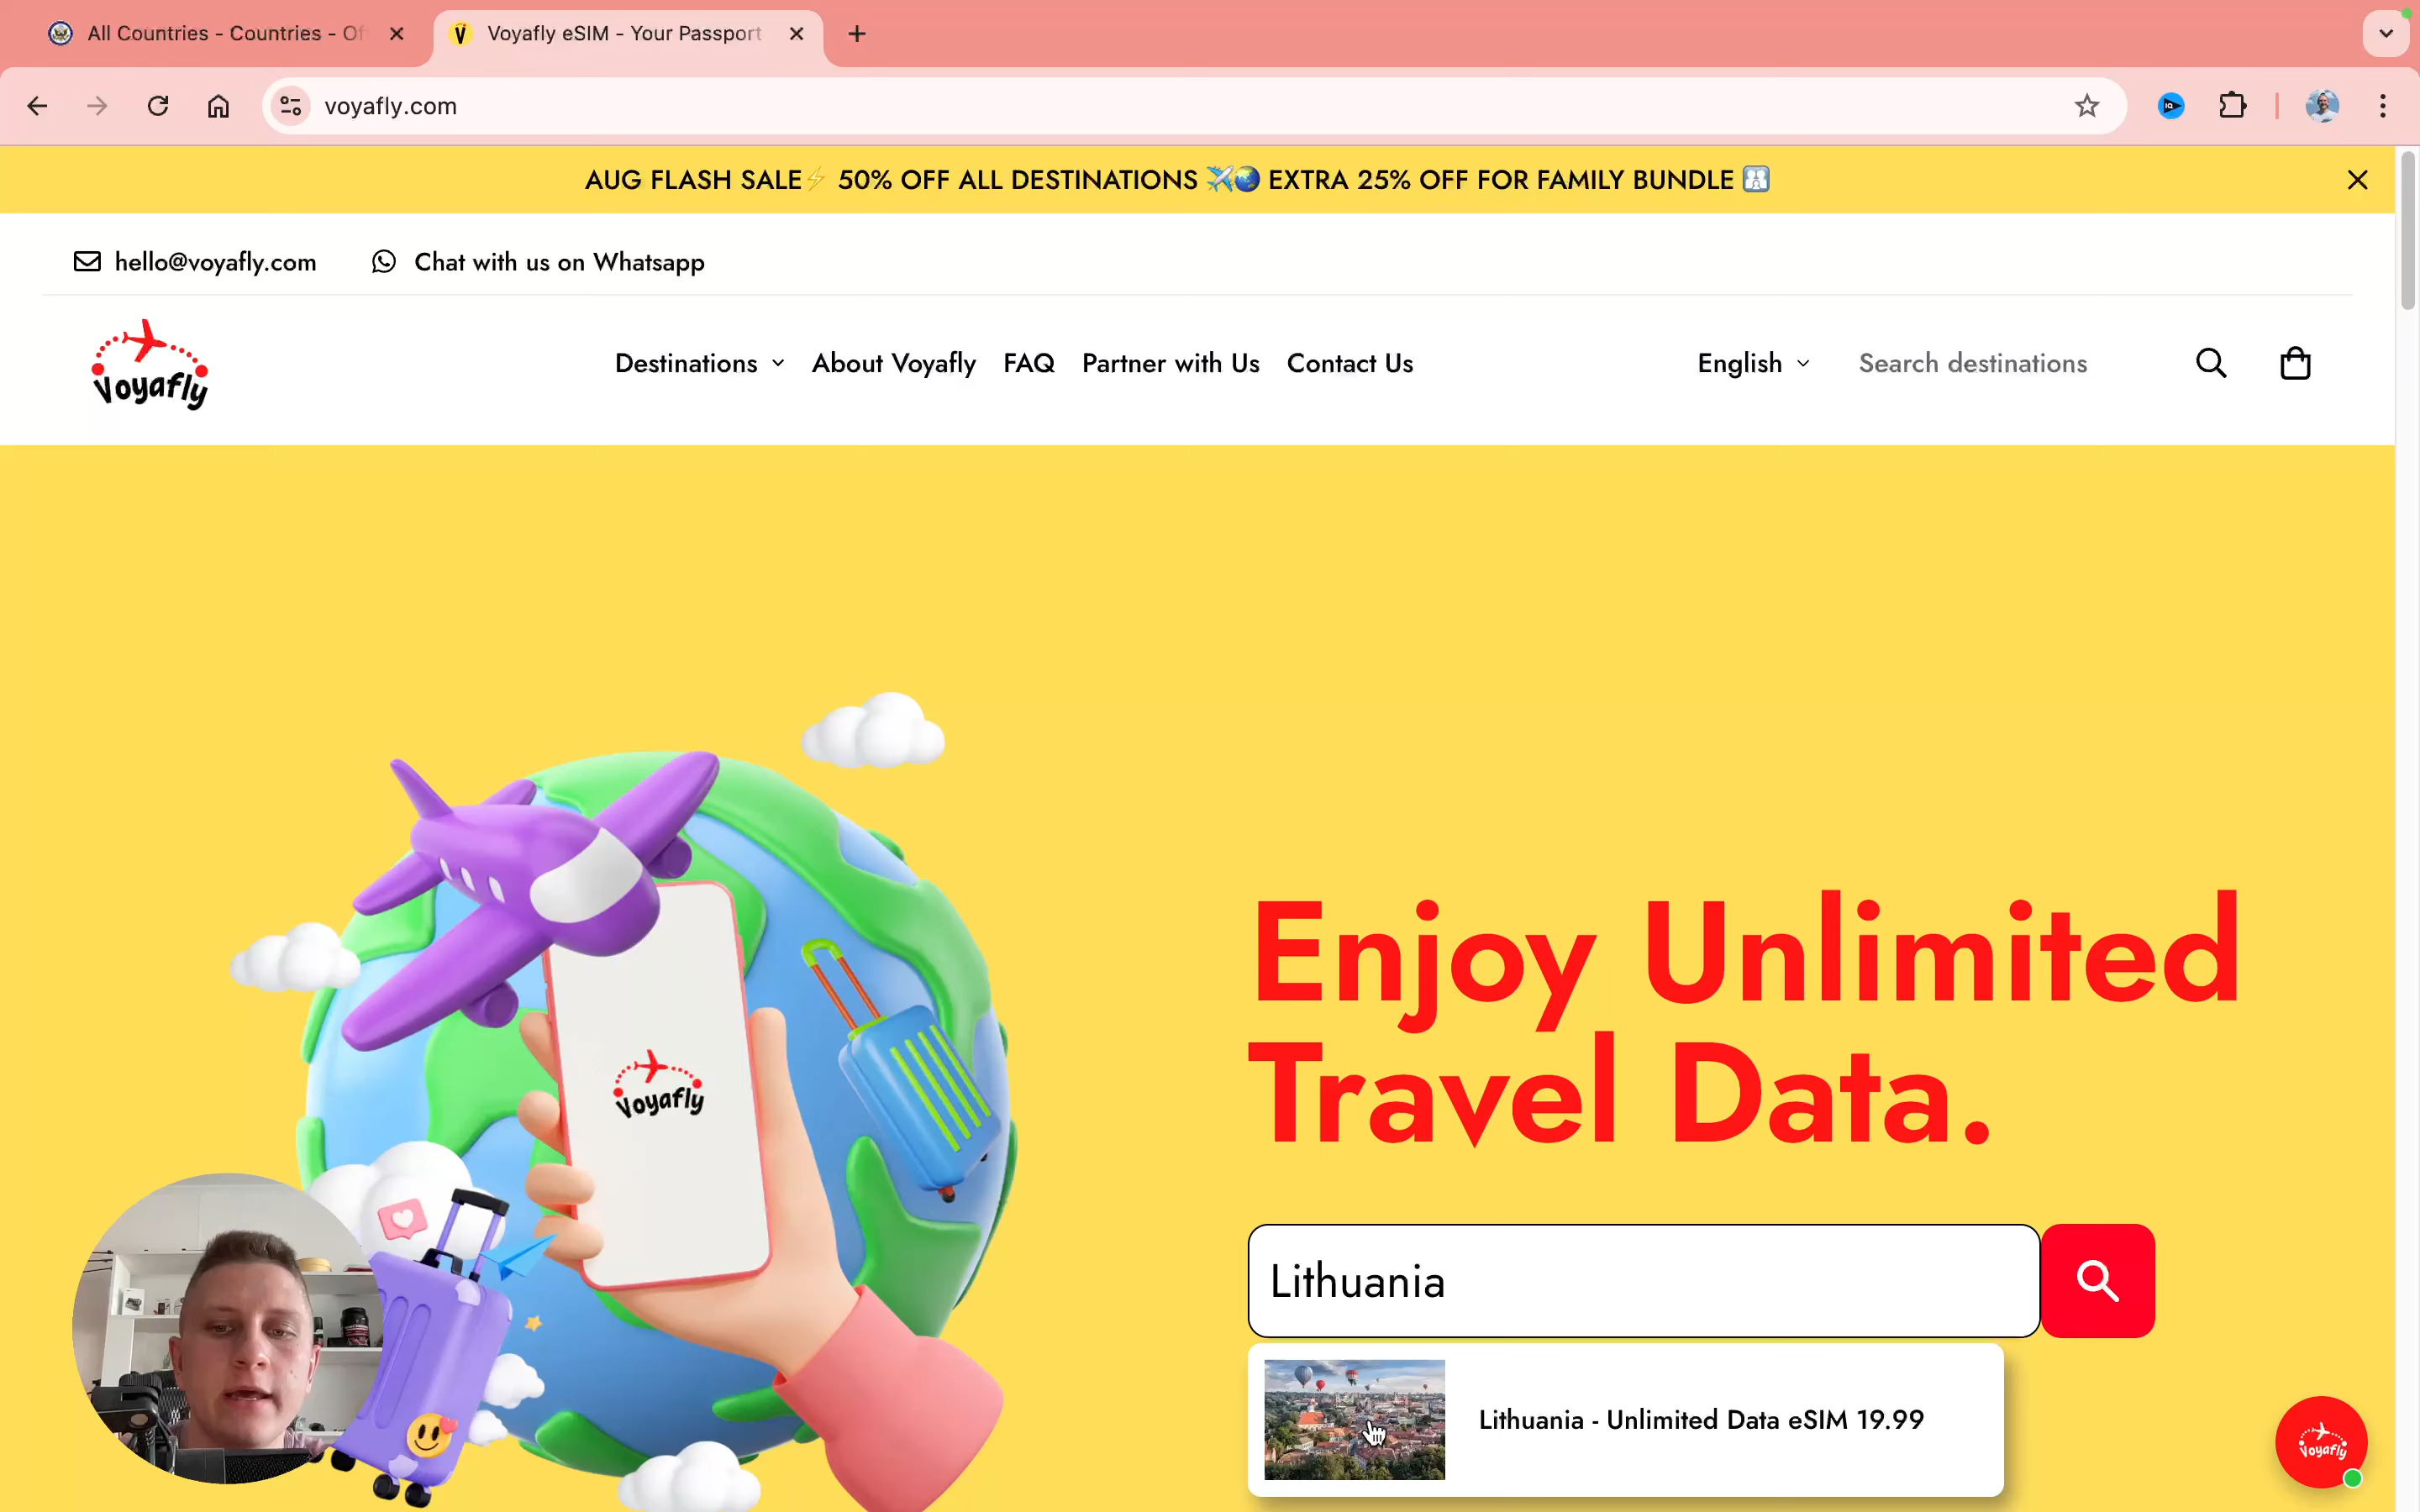 All Countries - Countries - Of
Voyafly eSIM - Your Passport
voyafly.com
AUG FLASH SALE⚡ 50% OFF ALL DESTINATIONS ✈️🌏 EXTRA 25% OFF FOR FAMILY BUNDLE 👨‍👩‍👦
hello@voyafly.com
Chat with us on Whatsapp
Voyafly
Destinations
About Voyafly
FAQ
Partner with Us
Contact Us
English
Search destinations
Enjoy Unlimited
Travel Data.
Voyafly
Lithuania
Lithuania - Unlimited Data eSIM 19.99
Voyafly